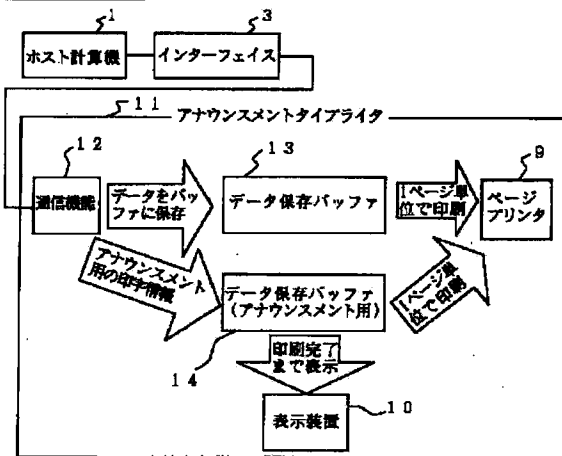 1
3
ホスト計算機
インターフェイス
11
アナウンスメントタイプライタ
12
13
9
通信機能
データをバッ
ファに保存
データ保存バッファ
1ページ単
位で印刷
ページ
プリンタ
アナウンスメント
用の印字情報
データ保存バッファ
(アナウンスメント用)
1ページ単
位で印刷
14
印刷完了
まで表示
10
表示装置